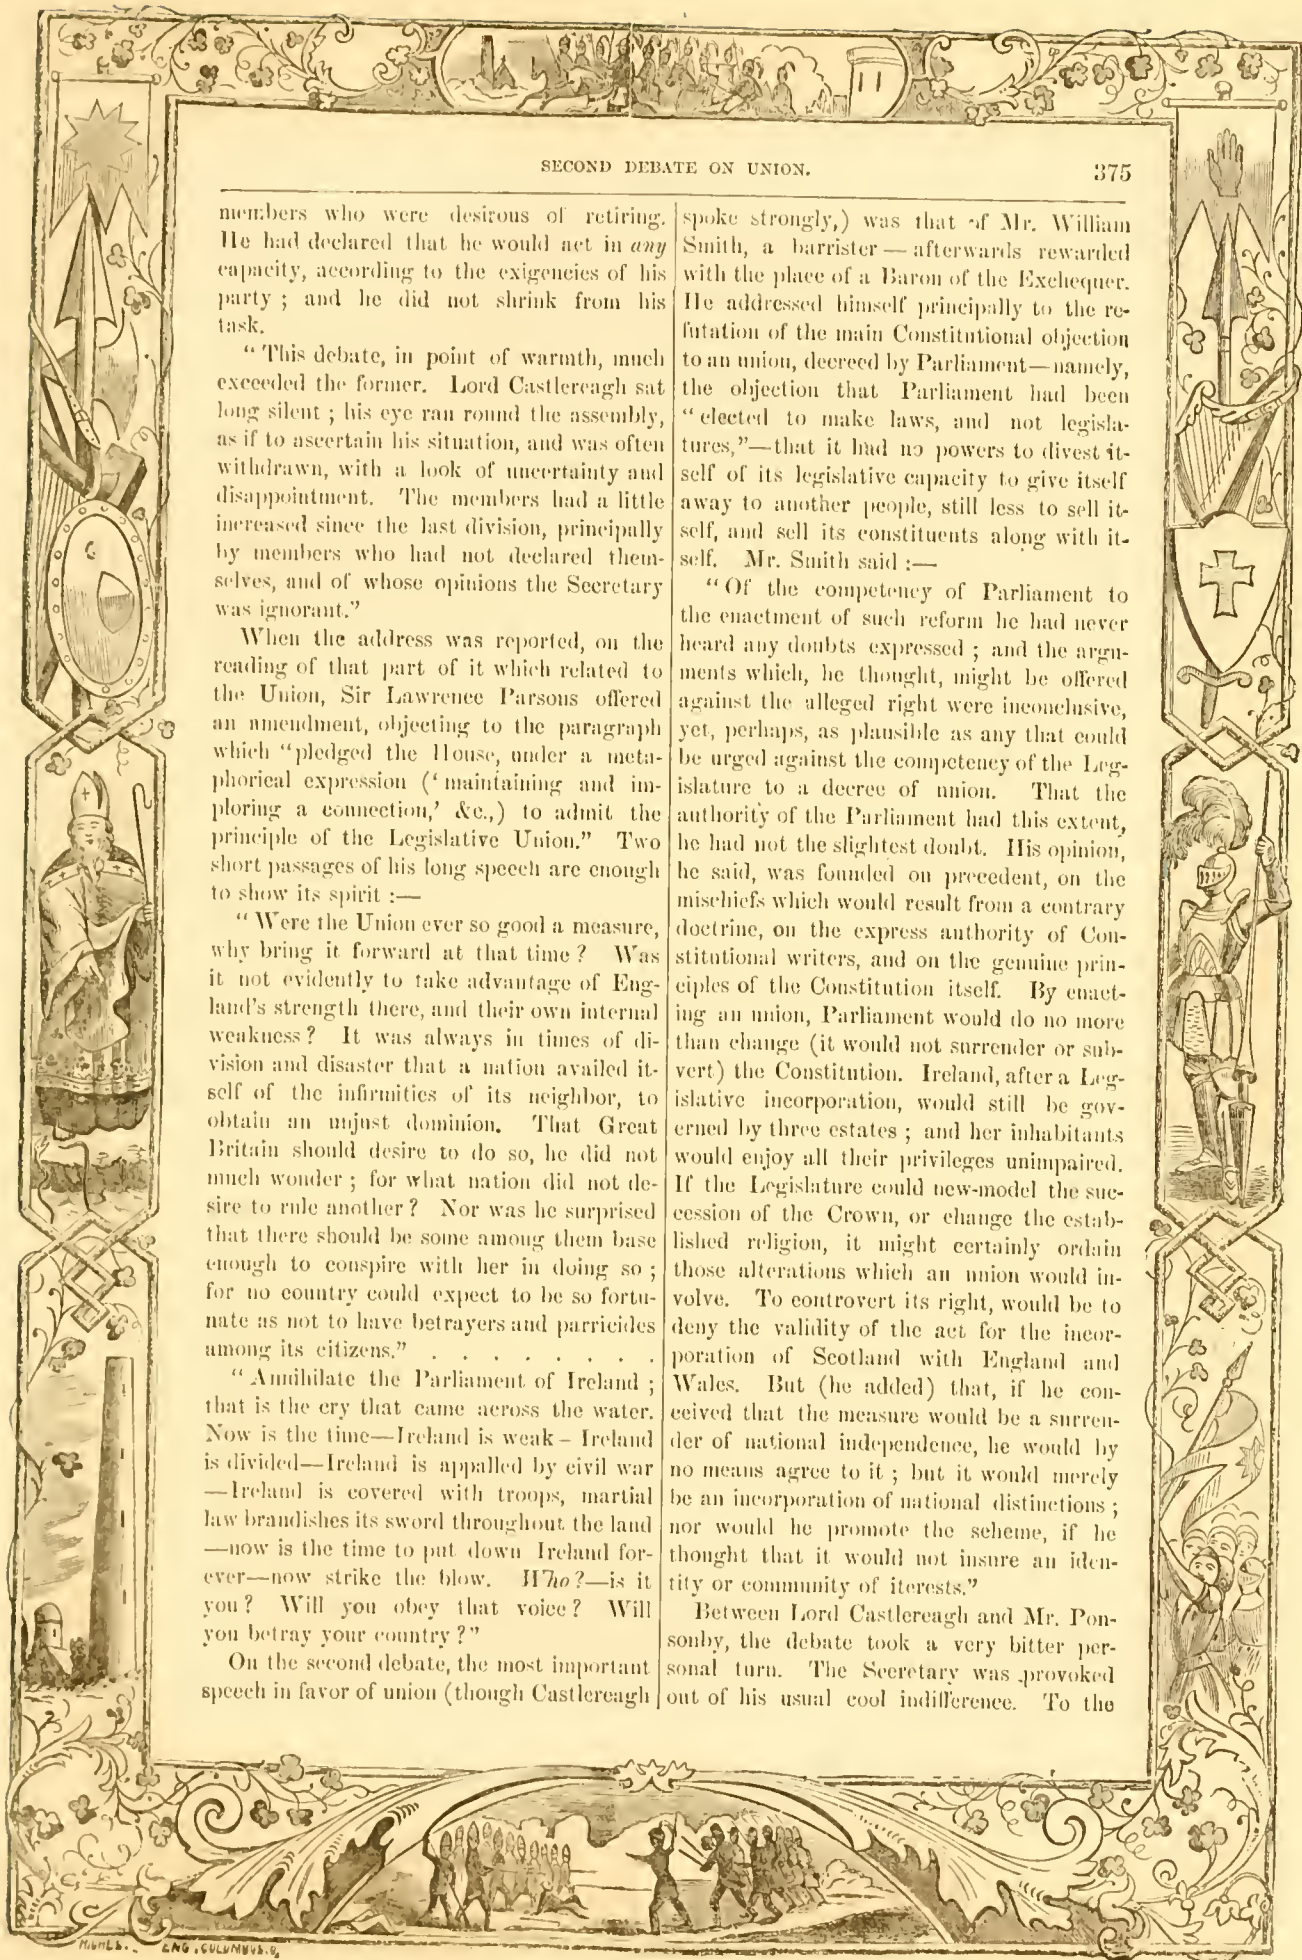 SECOND DEBATE ON UNION.
375
members who were desirous of retiring.
He had declared that he would act in any
capacity, according to the exigencies of his
party ; and he did not shrink from his
task.
“ This debate, in point of warmth, much
exceeded the former. Lord Castlereagh sat
long silent ; his eye ran round the assembly,
as if to ascertain his situation, and was often
withdrawn, with a look of uncertainty and
disappointment. The members had a little
increased since the last division, principally
by members who had not declared them-
selves, and of whose opinions the Secretary
was ignorant.”
When the address was reported, on the
reading of that part of it which related to
the Union, Sir Lawrence Parsons offered
an amendment, objecting to the paragraph
which “pledged the House, under a meta-
phorical expression (‘ maintaining and im-
ploring a connection,’ &c.,) to admit the
principle of the Legislative Union.” Two
short passages of his long speech are enough
to show its spirit :—
“ Were the Union ever so good a measure,
why bring it forward at that time ? Was
it not evidently to take advantage of Eng-
land's strength there, and their own internal
weakness ? It was always in times of di-
vision and disaster that a nation availed it-
self of the infirmities of its neighbor, to
obtain an unjust dominion. That Great
Britain should desire to do so, he did not
much wonder ; for what nation did not de-
sire to rule another ? Nor was he surprised
that there should be some among them base
enough to conspire with her in doing so ;
for no country could expect to be so fortu-
nate as not to have betrayers and parricides
among its citizens.” . . . . . . . .
“ Annihilate the Parliament of Ireland ;
that is the cry that came across the water.
Now is the time—Ireland is weak – Ireland
is divided—Ireland is appalled by civil war
—Ireland is covered with troops, martial
law brandishes its sword throughout the land
—now is the time to put down Ireland for-
ever—now strike the blow. Who?—is it
you ? Will you obey that voice ? Will
you betray your country ?”
On the second debate, the most important
speech in favor of union (though Castlereagh
spoke strongly,) was that of Mr. William
Smith, a barrister — afterwards rewarded
with the place of a Baron of the Exchequer.
He addressed himself principally to the re-
futation of the main Constitutional objection
to an union, decreed by Parliament—namely,
the objection that Parliament had been
“ elected to make laws, and not legisla-
tures,”—that it had no powers to divest it-
self of its legislative capacity to give itself
away to another people, still less to sell it-
self, and sell its constituents along with it-
self. Mr. Smith said :—
“ Of the competency of Parliament to
the enactment of such reform he had never
heard any doubts expressed ; and the argu-
ments which, he thought, might be offered
against the alleged right were inconclusive,
yet, perhaps, as plausible as any that could
be urged against the competency of the Leg-
islature to a decree of union. That the
authority of the Parliament had this extent,
he had not the slightest doubt. His opinion,
he said, was founded on precedent, on the
mischiefs which would result from a contrary
doctrine, on the express authority of Con-
stitutional writers, and on the genuine prin-
ciples of the Constitution itself. By enact-
ing an union, Parliament would do no more
than change (it would not surrender or sub-
vert) the Constitution. Ireland, after a Leg-
islative incorporation, would still be gov-
erned by three estates ; and her inhabitants
would enjoy all their privileges unimpaired.
If the Legislature could new-model the suc-
cession of the Crown, or change the estab-
lished religion, it might certainly ordain
those alterations which an union would in-
volve. To controvert its right, would be to
deny the validity of the act for the incor-
poration of Scotland with England and
Wales. But (he added) that, if he con-
ceived that the measure would be a surren-
der of national independence, he would by
no means agree to it ; but it would merely
be an incorporation of national distinctions ;
nor would he promote the scheme, if he
thought that it would not insure an iden-
tity or community of iterests.”
Between Lord Castlereagh and Mr. Pon-
sonby, the debate took a very bitter per-
sonal turn. The Secretary was provoked
out of his usual cool indifference. To the
ENG. COLUMBUS. O.